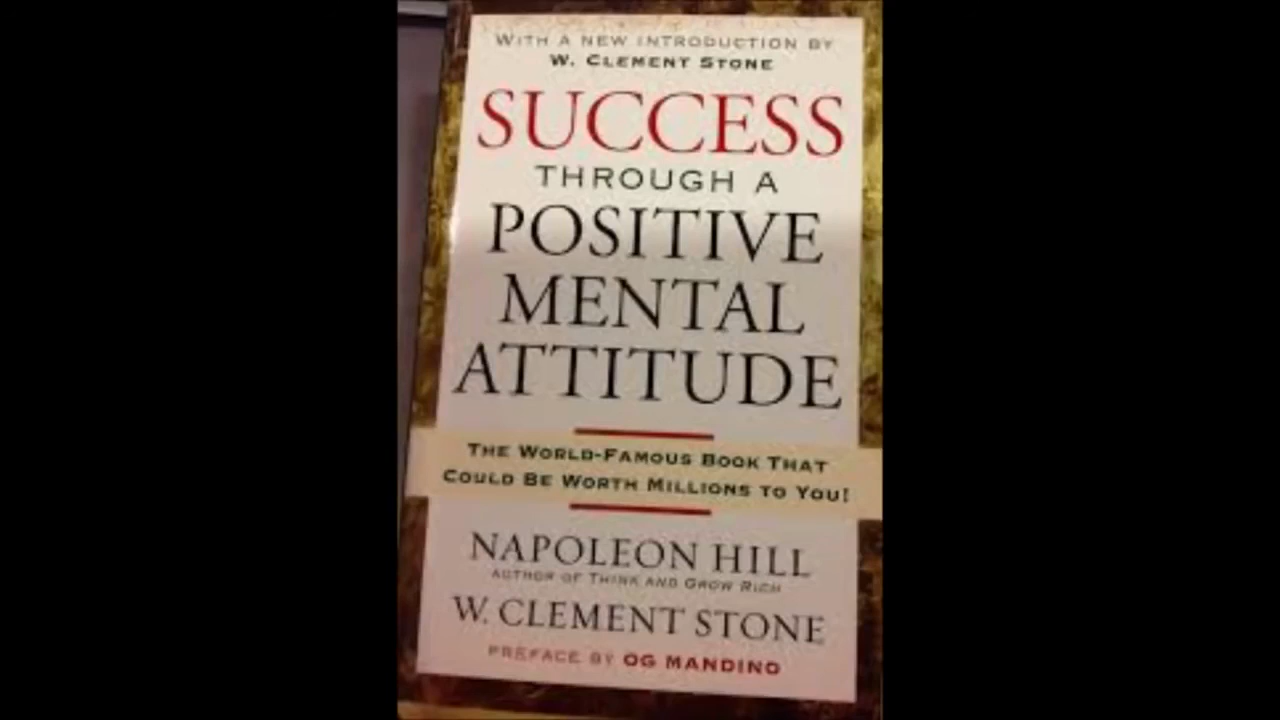 WITH A NEW INTRODUCTION BY
W. CLEMENT STONE
SUCCESS
THROUGH A
POSITIVE
MENTAL
ATTITUDE
THE WORLD-FAMOUS BOOK THAT
COULD BE WORTH MILLIONS TO YOU!
NAPOLEON HILL
AUTHOR OF THINK AND GROW RICH
W. CLEMENT STONE
PREFACE BY OG MANDINO